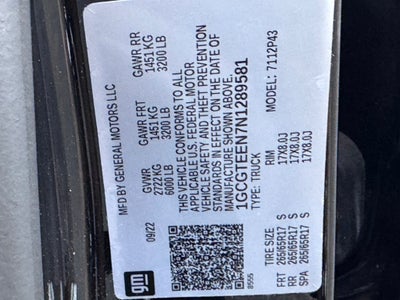 MFD BY GENERAL MOTORS LLC
09/22
GVWR
2722 KG
6000 LB
GAWR FRT
1451 KG
3200 LB
GAWR RR
1451 KG
3200 LB
THIS VEHICLE CONFORMS TO ALL
APPLICABLE U.S. FEDERAL MOTOR
VEHICLE SAFETY AND THEFT PREVENTION
STANDARDS IN EFFECT ON THE DATE OF
MANUFACTURE SHOWN ABOVE.
1GCGTEEN7N1289581
TYPE: TRUCK
MODEL: 7112P43
gm
8555
TIRE SIZE RIM
FRT 265/65R17 S 17X8.0J
RR 265/65R17 S 17X8.0J
SPA 265/65R17 S 17X8.0J